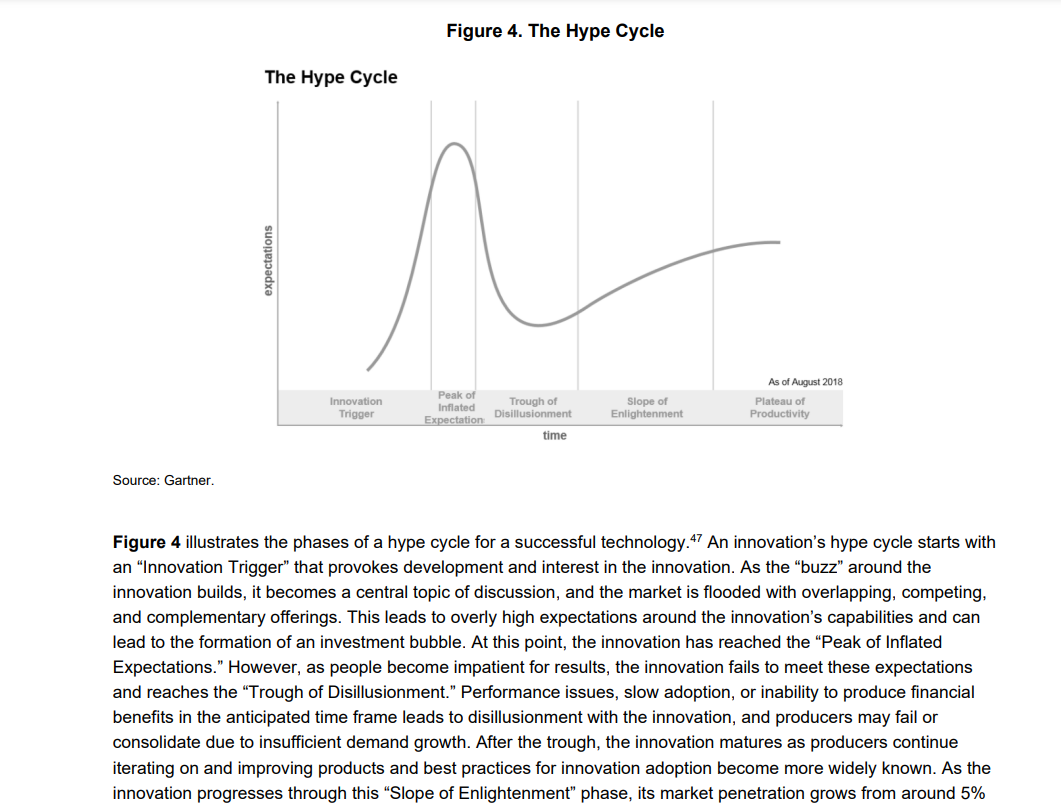 Figure 4. The Hype Cycle
The Hype Cycle
expectations
As of August 2018
Innovation
Trigger
Peak of
Inflated
Expectation
Trough of
Disillusionment
Slope of
Enlightenment
Plateau of
Productivity
time
Source: Gartner.
Figure 4 illustrates the phases of a hype cycle for a successful technology.47 An innovation’s hype cycle starts with
an “Innovation Trigger” that provokes development and interest in the innovation. As the “buzz” around the
innovation builds, it becomes a central topic of discussion, and the market is flooded with overlapping, competing,
and complementary offerings. This leads to overly high expectations around the innovation’s capabilities and can
lead to the formation of an investment bubble. At this point, the innovation has reached the “Peak of Inflated
Expectations.” However, as people become impatient for results, the innovation fails to meet these expectations
and reaches the “Trough of Disillusionment.” Performance issues, slow adoption, or inability to produce financial
benefits in the anticipated time frame leads to disillusionment with the innovation, and producers may fail or
consolidate due to insufficient demand growth. After the trough, the innovation matures as producers continue
iterating on and improving products and best practices for innovation adoption become more widely known. As the
innovation progresses through this “Slope of Enlightenment” phase, its market penetration grows from around 5%